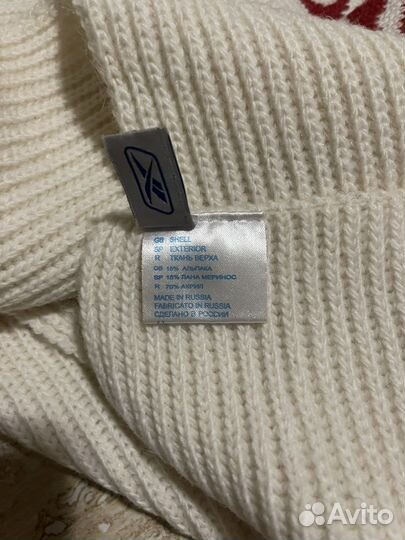 GB SHELL
SP EXTERIOR
R ТКАНЬ ВЕРХА
GB 15% АЛЬПАКА
SP 15% ЛАНА МЕРИНОС
R 70% АКРИЛ
MADE IN RUSSIA
FABRICATO IN RUSSIA
СДЕЛАНО В РОССИИ
Avito